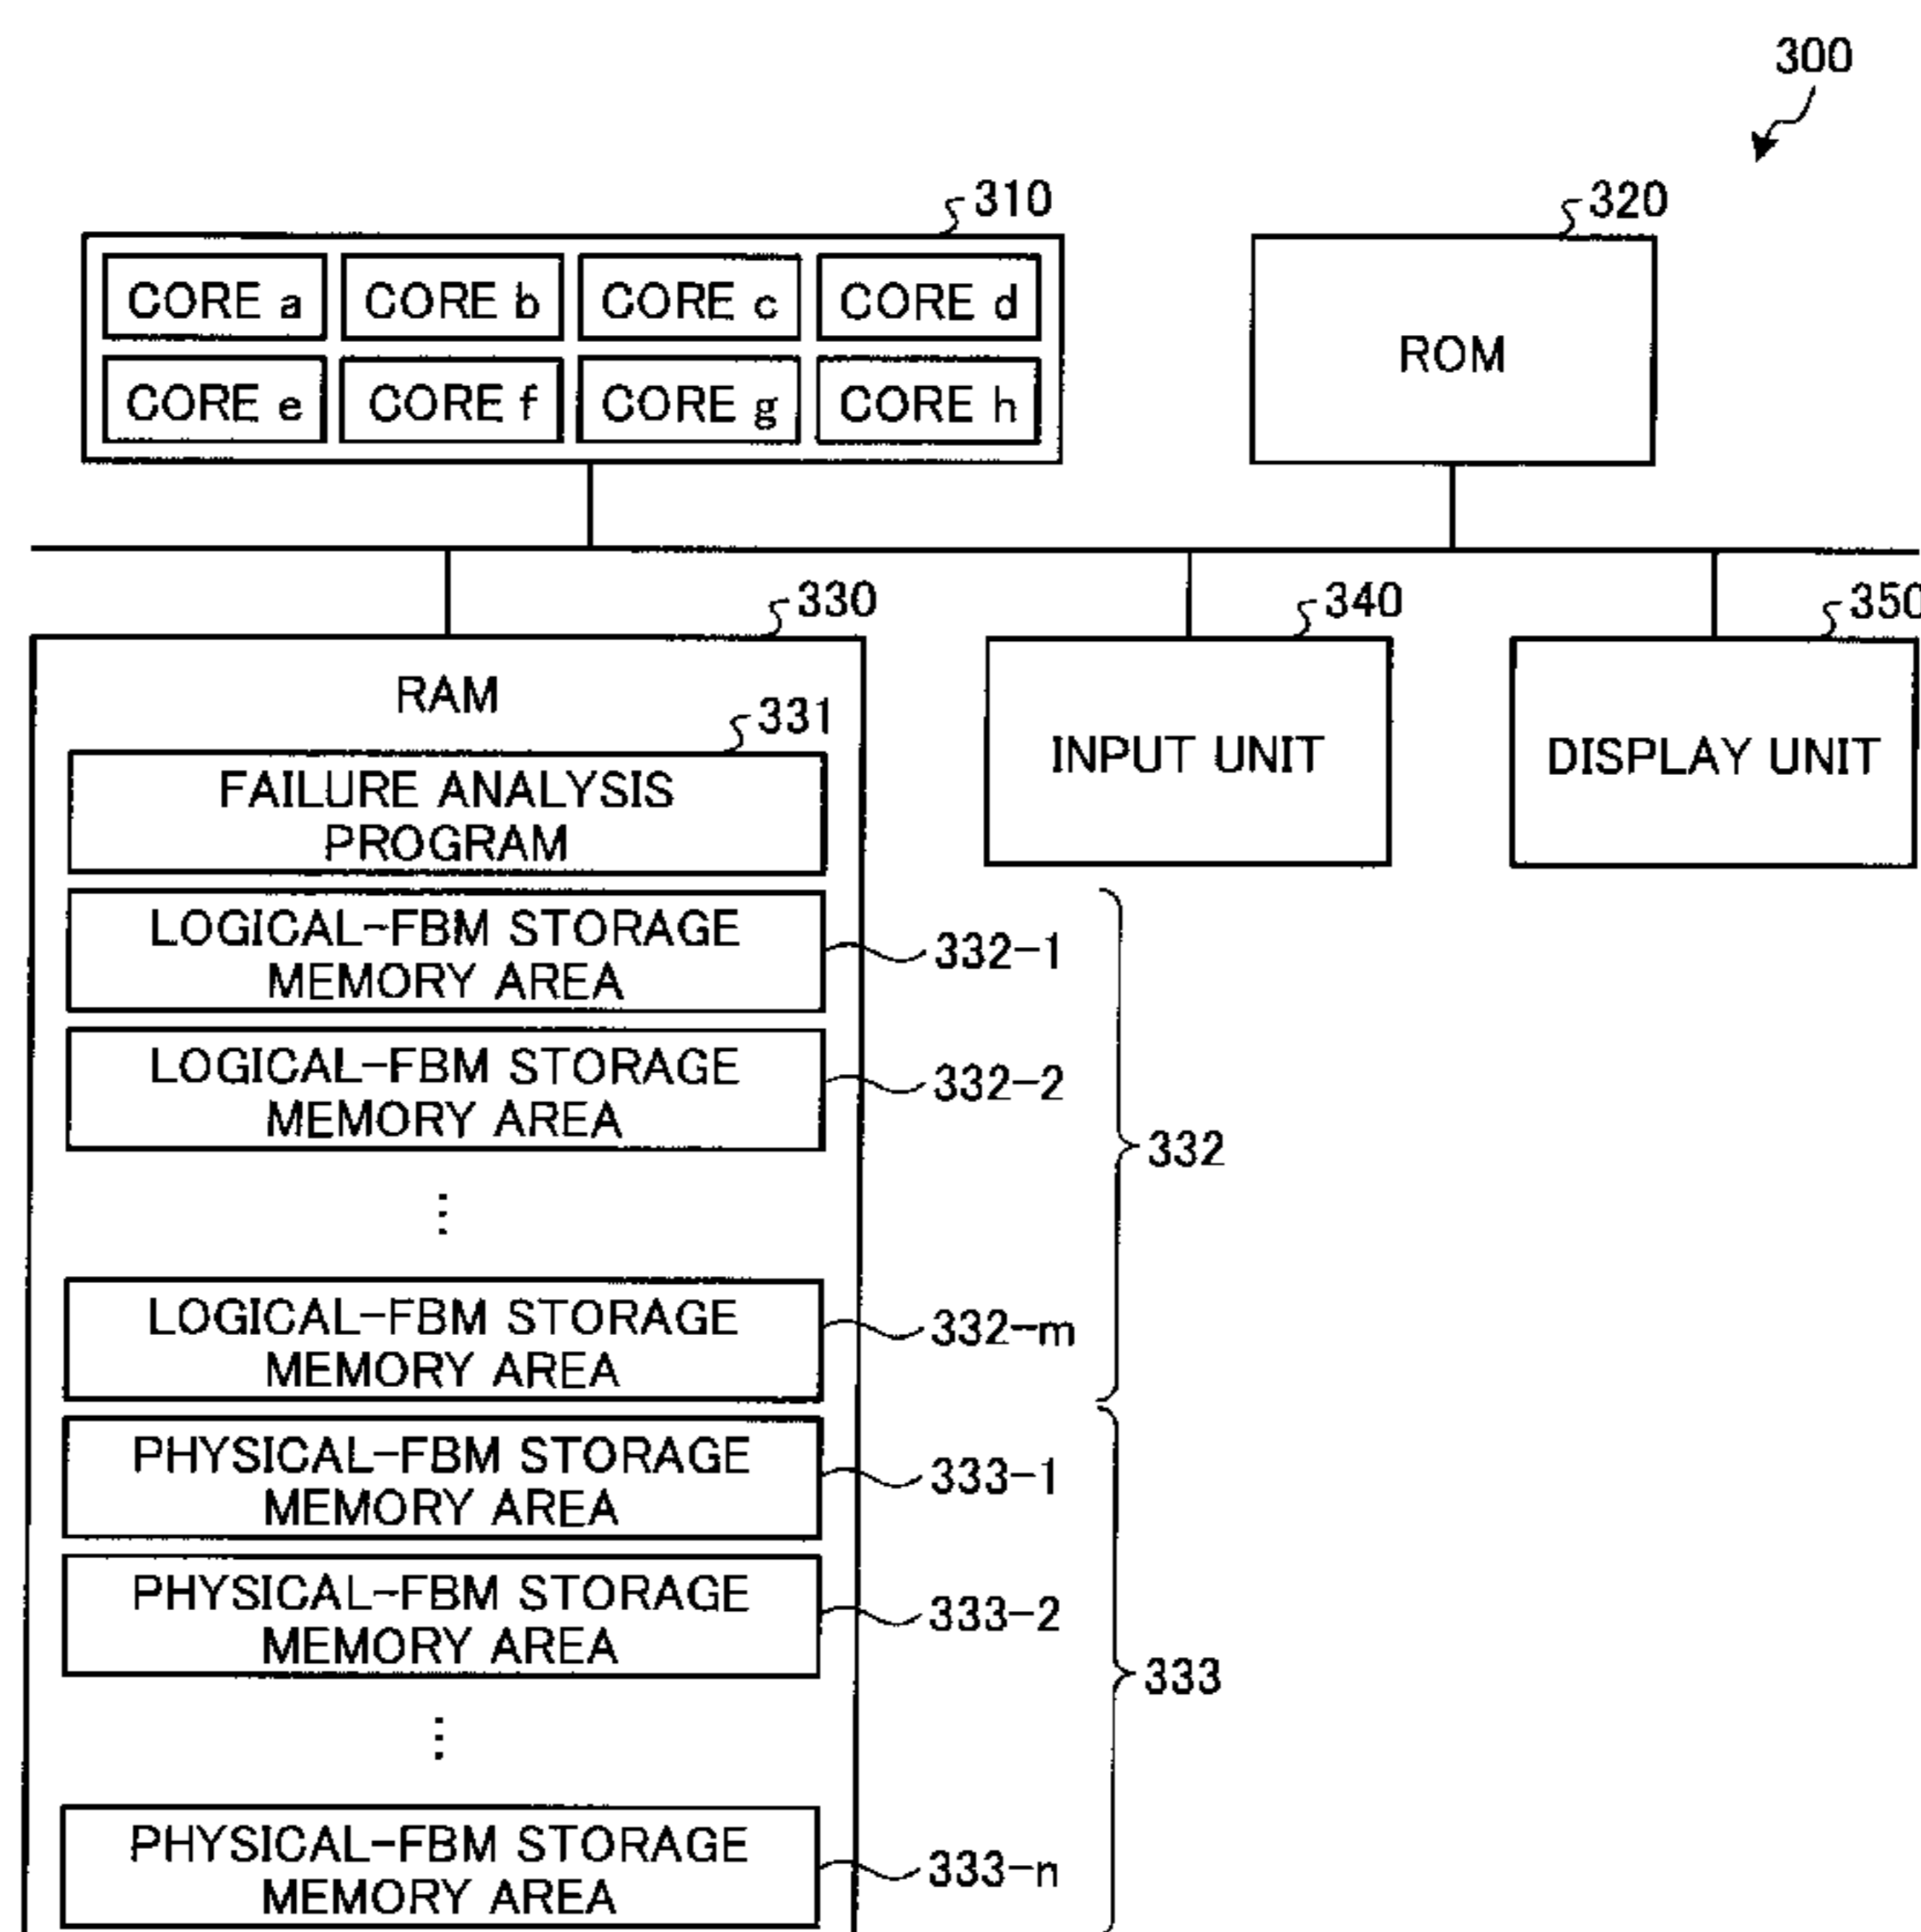 300
310
320
CORE a
CORE b
CORE c
CORE d
CORE e
CORE f
CORE g
CORE h
ROM
330
340
350
RAM
331
FAILURE ANALYSIS
PROGRAM
INPUT UNIT
DISPLAY UNIT
LOGICAL-FBM STORAGE
MEMORY AREA
332-1
LOGICAL-FBM STORAGE
MEMORY AREA
332-2
332
⋮
LOGICAL-FBM STORAGE
MEMORY AREA
332-m
PHYSICAL-FBM STORAGE
MEMORY AREA
333-1
PHYSICAL-FBM STORAGE
MEMORY AREA
333-2
333
⋮
PHYSICAL-FBM STORAGE
MEMORY AREA
333-n